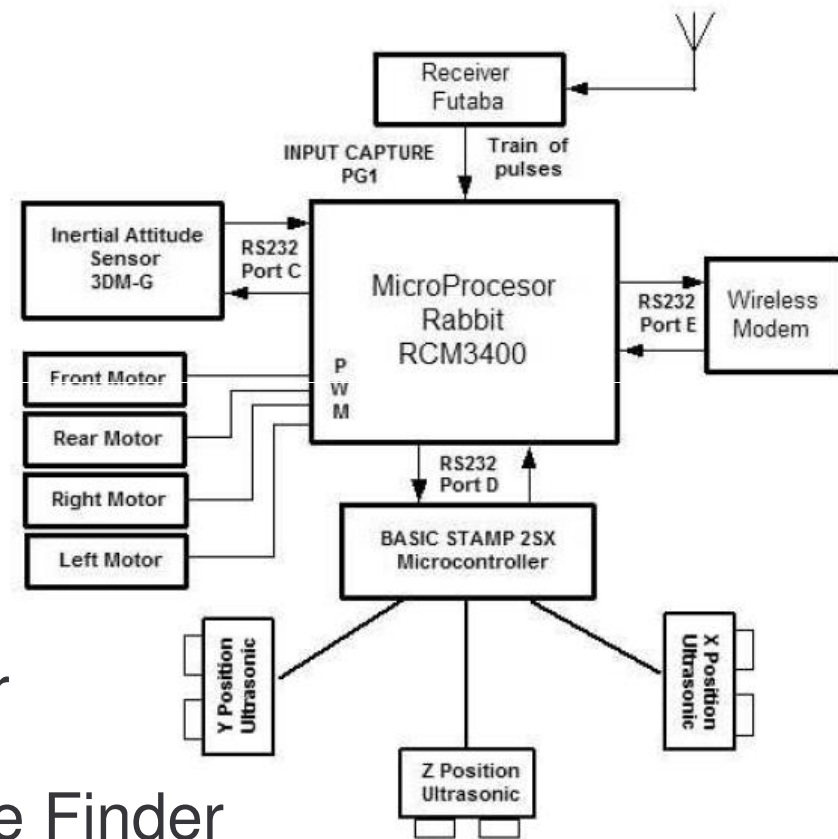 Receiver
Futaba
INPUT CAPTURE
PG1
Train of
pulses
Inertial Attitude
Sensor
3DM-G
RS232
Port C
MicroProcesor
Rabbit
RCM3400
RS232
Port E
Wireless
Modem
P
W
M
Front Motor
Rear Motor
Right Motor
Left Motor
RS232
Port D
BASIC STAMP 2SX
Microcontroller
Y Position
Ultrasonic
X Position
Ultrasonic
Z Position
Ultrasonic
r
e Finder